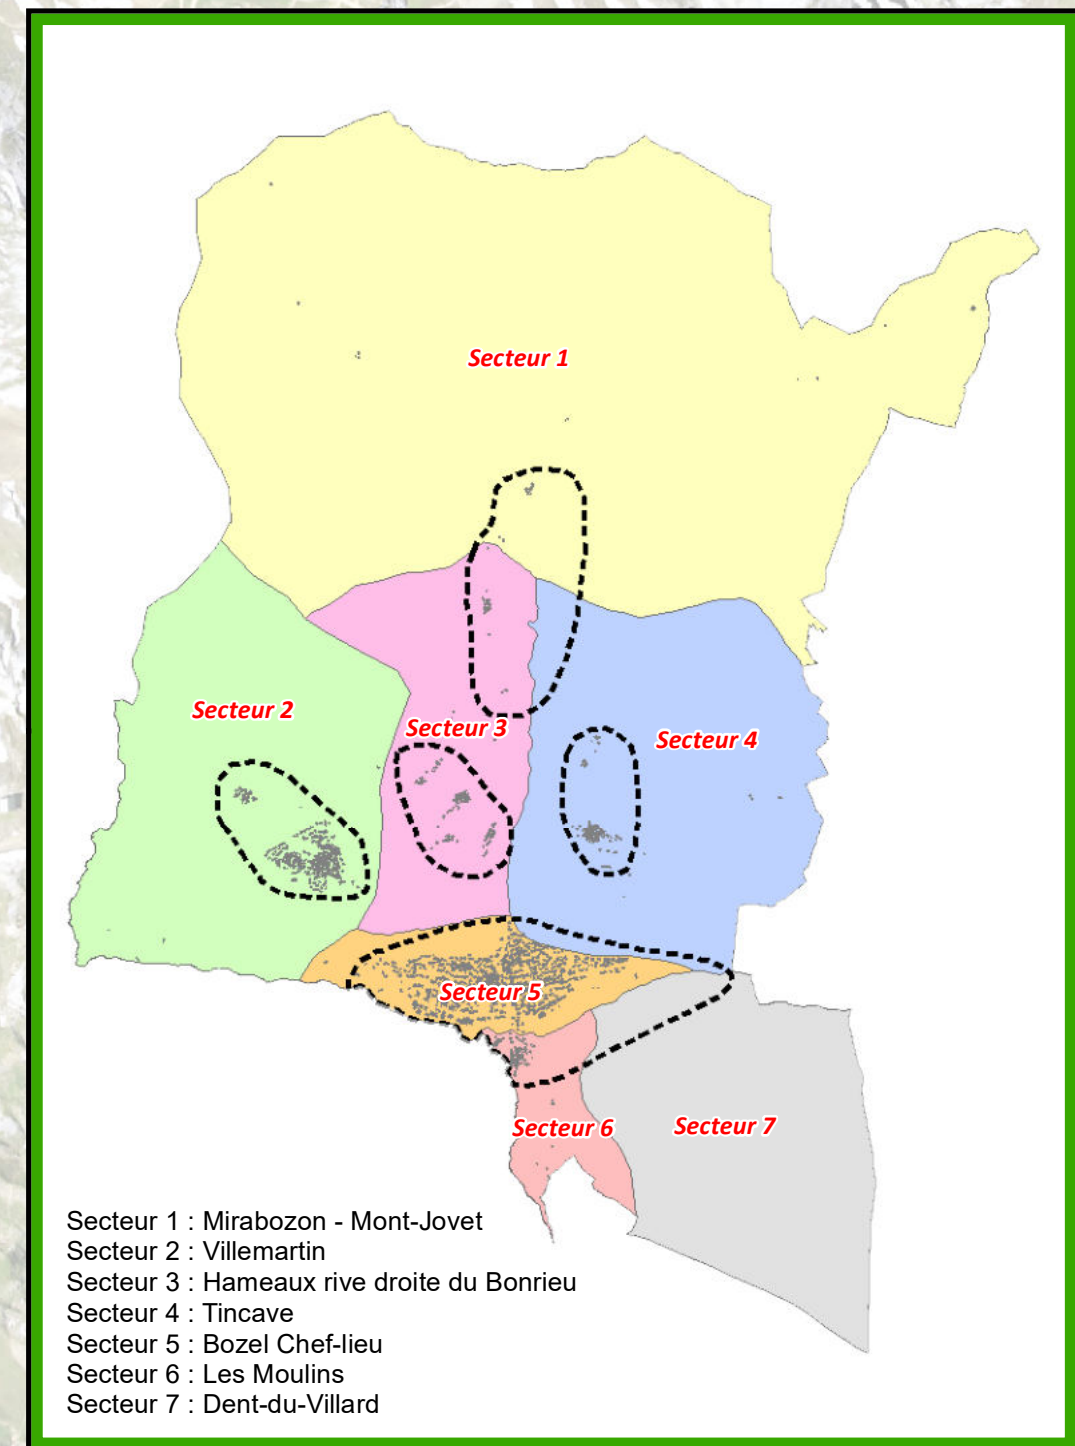 Secteur 1
Secteur 2
Secteur 3
Secteur 4
Secteur 5
Secteur 6
Secteur 7
Secteur 1 : Mirabozon - Mont-Jovet
Secteur 2 : Villemartin
Secteur 3 : Hameaux rive droite du Bonrieu
Secteur 4 : Tincave
Secteur 5 : Bozel Chef-lieu
Secteur 6 : Les Moulins
Secteur 7 : Dent-du-Villard